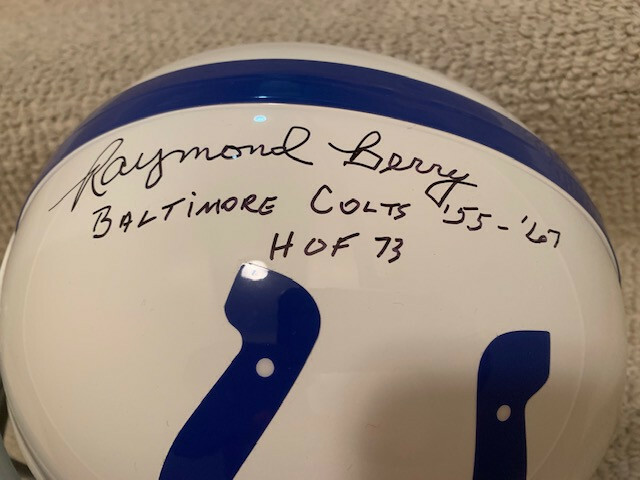 Raymond Berry
BALTIMORE COLTS '55-'67
HOF 73